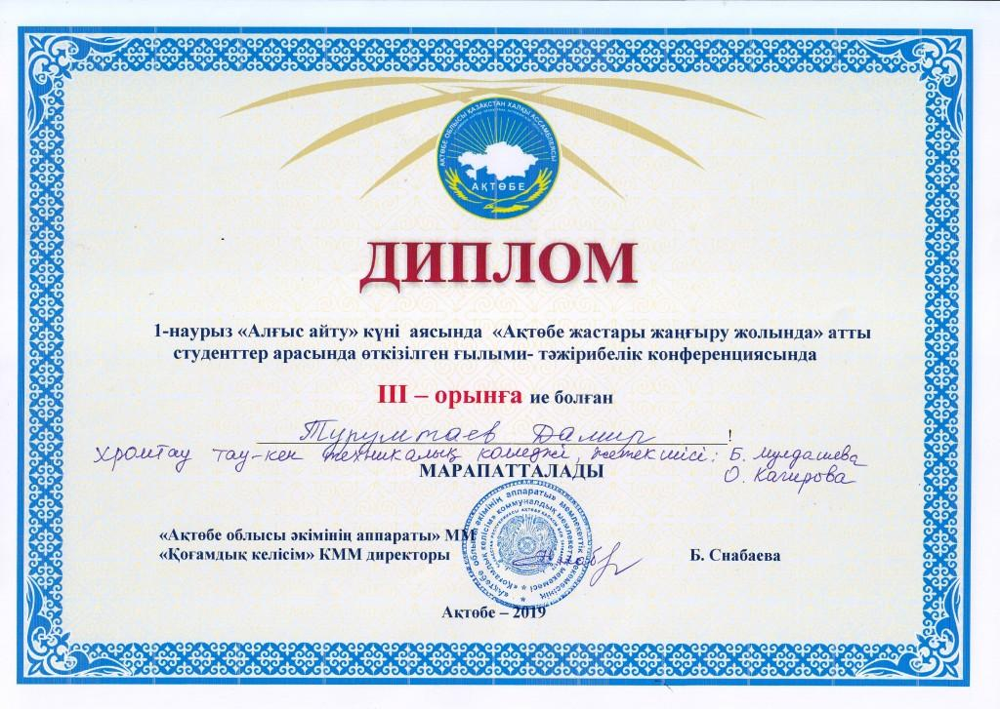 АҚТӨБЕ ОБЛЫСЫ ҚАЗАҚСТАН ХАЛҚЫ АССАМБЛЕЯСЫ
АҚТӨБЕ
ДИПЛОМ
1-наурыз «Алғыс айту» күні аясында «Ақтөбе жастары жаңғыру жолында» атты
студенттер арасында өткізілген ғылыми- тәжірибелік конференциясында
III – орынға ие болған
Турумтаев Дамир!
Хромтау тау-кен техникалық колледжі, жетекшісі: Б. Мулдашева
О. Кагирова
МАРАПАТТАЛАДЫ
«Ақтөбе облысы әкімінің аппараты» ММ
«Қоғамдық келісім» КММ директоры
Б. Снабаева
Ақтөбе – 2019